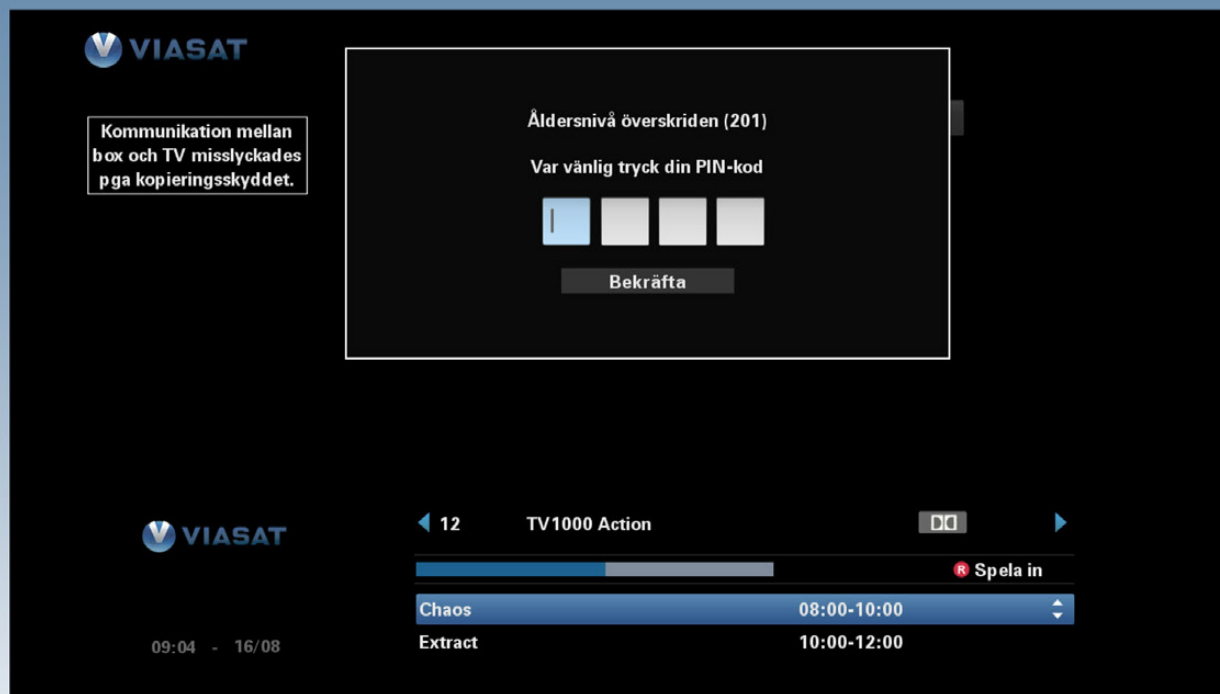 VIASAT
Kommunikation mellan
box och TV misslyckades
pga kopieringsskyddet.
Åldersnivå överskriden (201)
Var vänlig tryck din PIN-kod
Bekräfta
VIASAT
12 TV1000 Action
R Spela in
Chaos 08:00-10:00
Extract 10:00-12:00
09:04 - 16/08